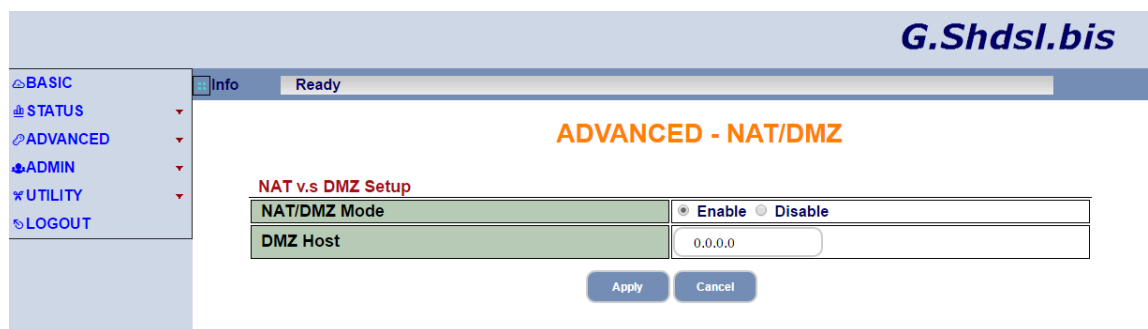 G.Shdsl.bis
BASIC
STATUS
ADVANCED
ADMIN
UTILITY
LOGOUT
Info Ready
ADVANCED - NAT/DMZ
NAT v.s DMZ Setup
NAT/DMZ Mode Enable Disable
DMZ Host 0.0.0.0
Apply Cancel